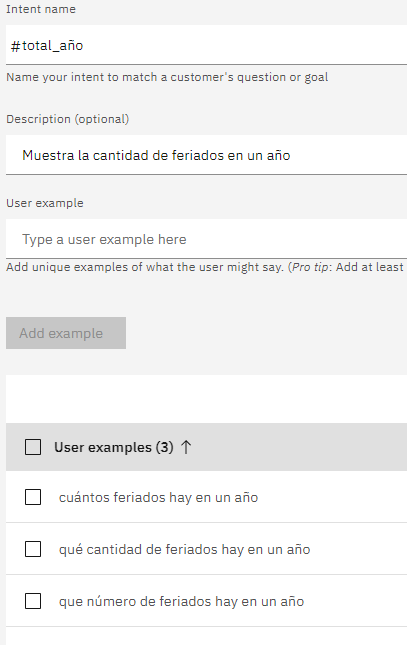 Intent name
#total_año
Name your intent to match a customer's question or goal
Description (optional)
Muestra la cantidad de feriados en un año
User example
Type a user example here
Add unique examples of what the user might say. (Pro tip: Add at least
Add example
User examples (3) ↑
cuántos feriados hay en un año
qué cantidad de feriados hay en un año
que número de feriados hay en un año